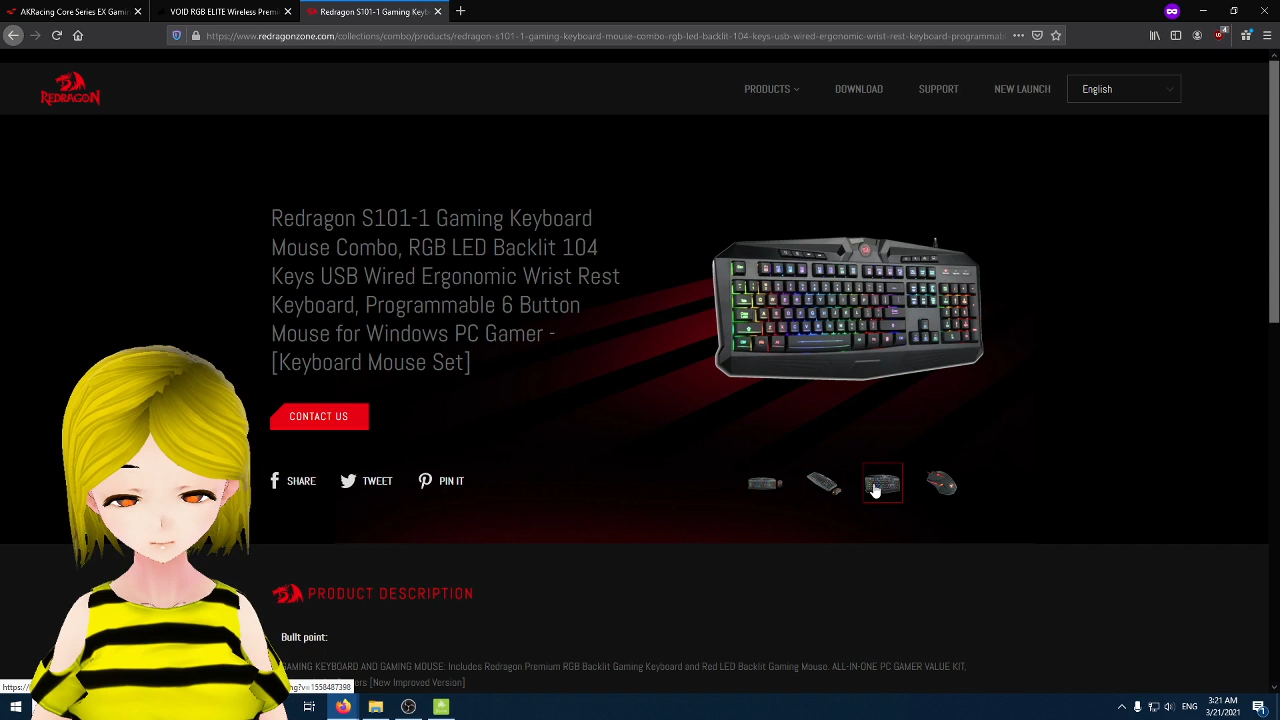 AKRacing Core Series EX Gamin
VOID RGB ELITE Wireless Premi
Redragon S101-1 Gaming Keyb
https://www.redragonzone.com/collections/combo/products/redragon-s101-1-gaming-keyboard-mouse-combo-rgb-led-backlit-104-keys-usb-wired-ergonomic-wrist-rest-keyboard-programmabl
REDRAGON
PRODUCTS
DOWNLOAD
SUPPORT
NEW LAUNCH
English
Redragon S101-1 Gaming Keyboard
Mouse Combo, RGB LED Backlit 104
Keys USB Wired Ergonomic Wrist Rest
Keyboard, Programmable 6 Button
Mouse for Windows PC Gamer -
[Keyboard Mouse Set]
CONTACT US
SHARE
TWEET
PIN IT
PRODUCT DESCRIPTION
Bullt point:
GAMING KEYBOARD AND GAMING MOUSE: Includes Redragon Premium RGB Backlit Gaming Keyboard and Red LED Backlit Gaming Mouse. ALL-IN-ONE PC GAMER VALUE KIT,
[New Improved Version]
https://
ng?v=1558487398
ENG
3:21 AM
3/21/2021